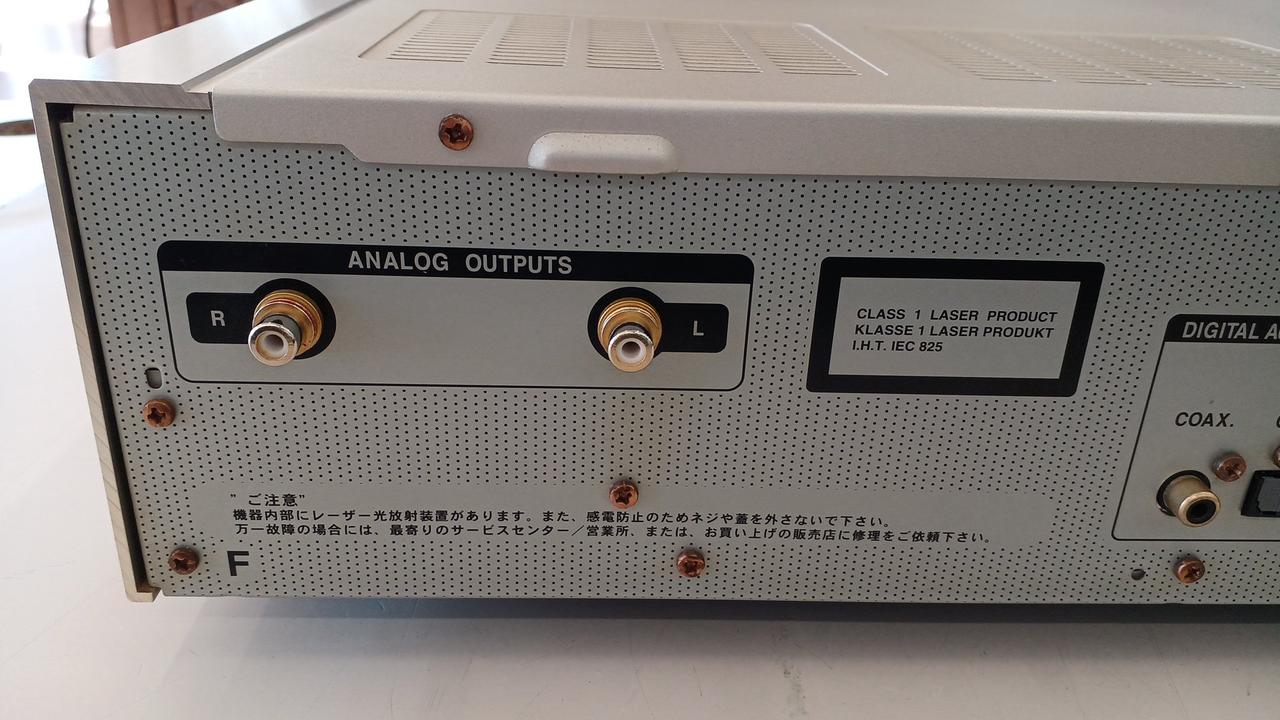 ANALOG OUTPUTS
R
L
CLASS 1 LASER PRODUCT
KLASSE 1 LASER PRODUKT
I.H.T. IEC 825
DIGITAL
COAX.
” ご注意”
機器内部にレーザー光放射装置があります。また、感電防止のためネジや蓋を外さないで下さい。
万一故障の場合には、最寄りのサービスセンター/営業所、または、お買い上げの販売店に修理をご依頼下さい。
F